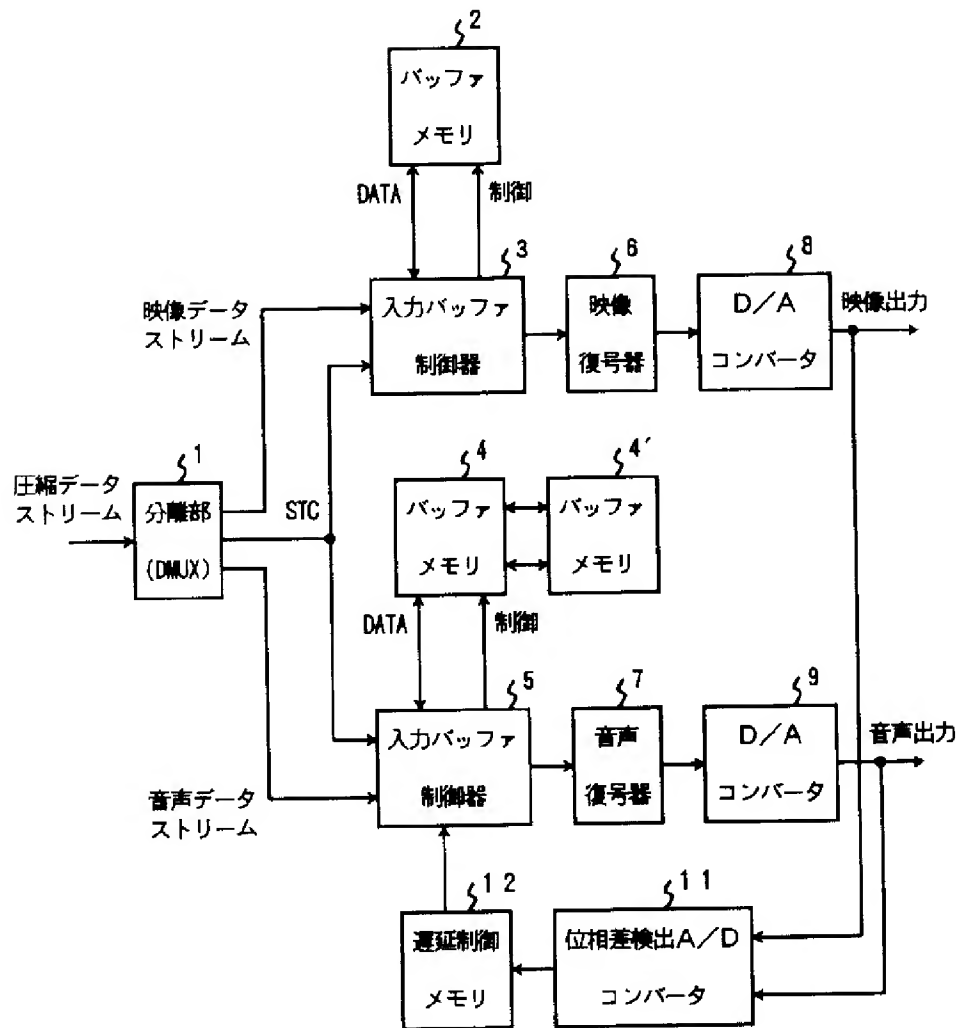 2
バッファ
メモリ
DATA
制御
3
6
8
映像データ
ストリーム
入力バッファ
制御器
映像
復号器
D/A
コンバータ
映像出力
1
4
4´
圧縮データ
ストリーム
分離部
(DMUX)
STC
バッファ
メモリ
バッファ
メモリ
DATA
制御
5
7
9
入力バッファ
制御器
音声
復号器
D/A
コンバータ
音声出力
音声データ
ストリーム
12
11
遅延制御
メモリ
位相差検出A/D
コンバータ